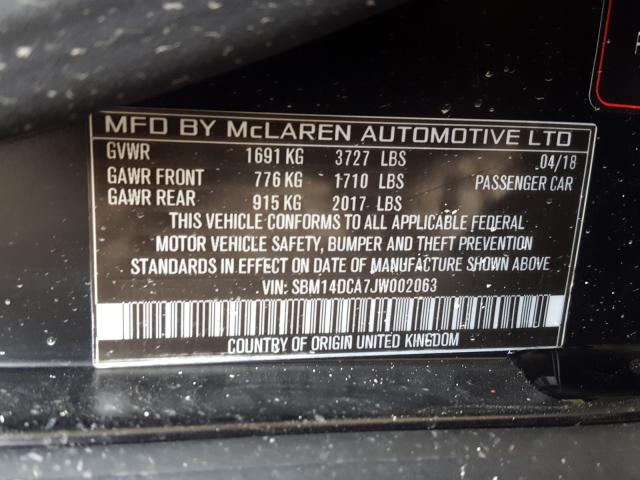 MFD BY McLAREN AUTOMOTIVE LTD
GVWR 1691 KG 3727 LBS 04/18
GAWR FRONT 776 KG 1710 LBS PASSENGER CAR
GAWR REAR 915 KG 2017 LBS
THIS VEHICLE CONFORMS TO ALL APPLICABLE FEDERAL
MOTOR VEHICLE SAFETY, BUMPER AND THEFT PREVENTION
STANDARDS IN EFFECT ON DATE OF MANUFACTURE SHOWN ABOVE
VIN: SBM14DCA7JW002063
COUNTRY OF ORIGIN UNITED KINGDOM